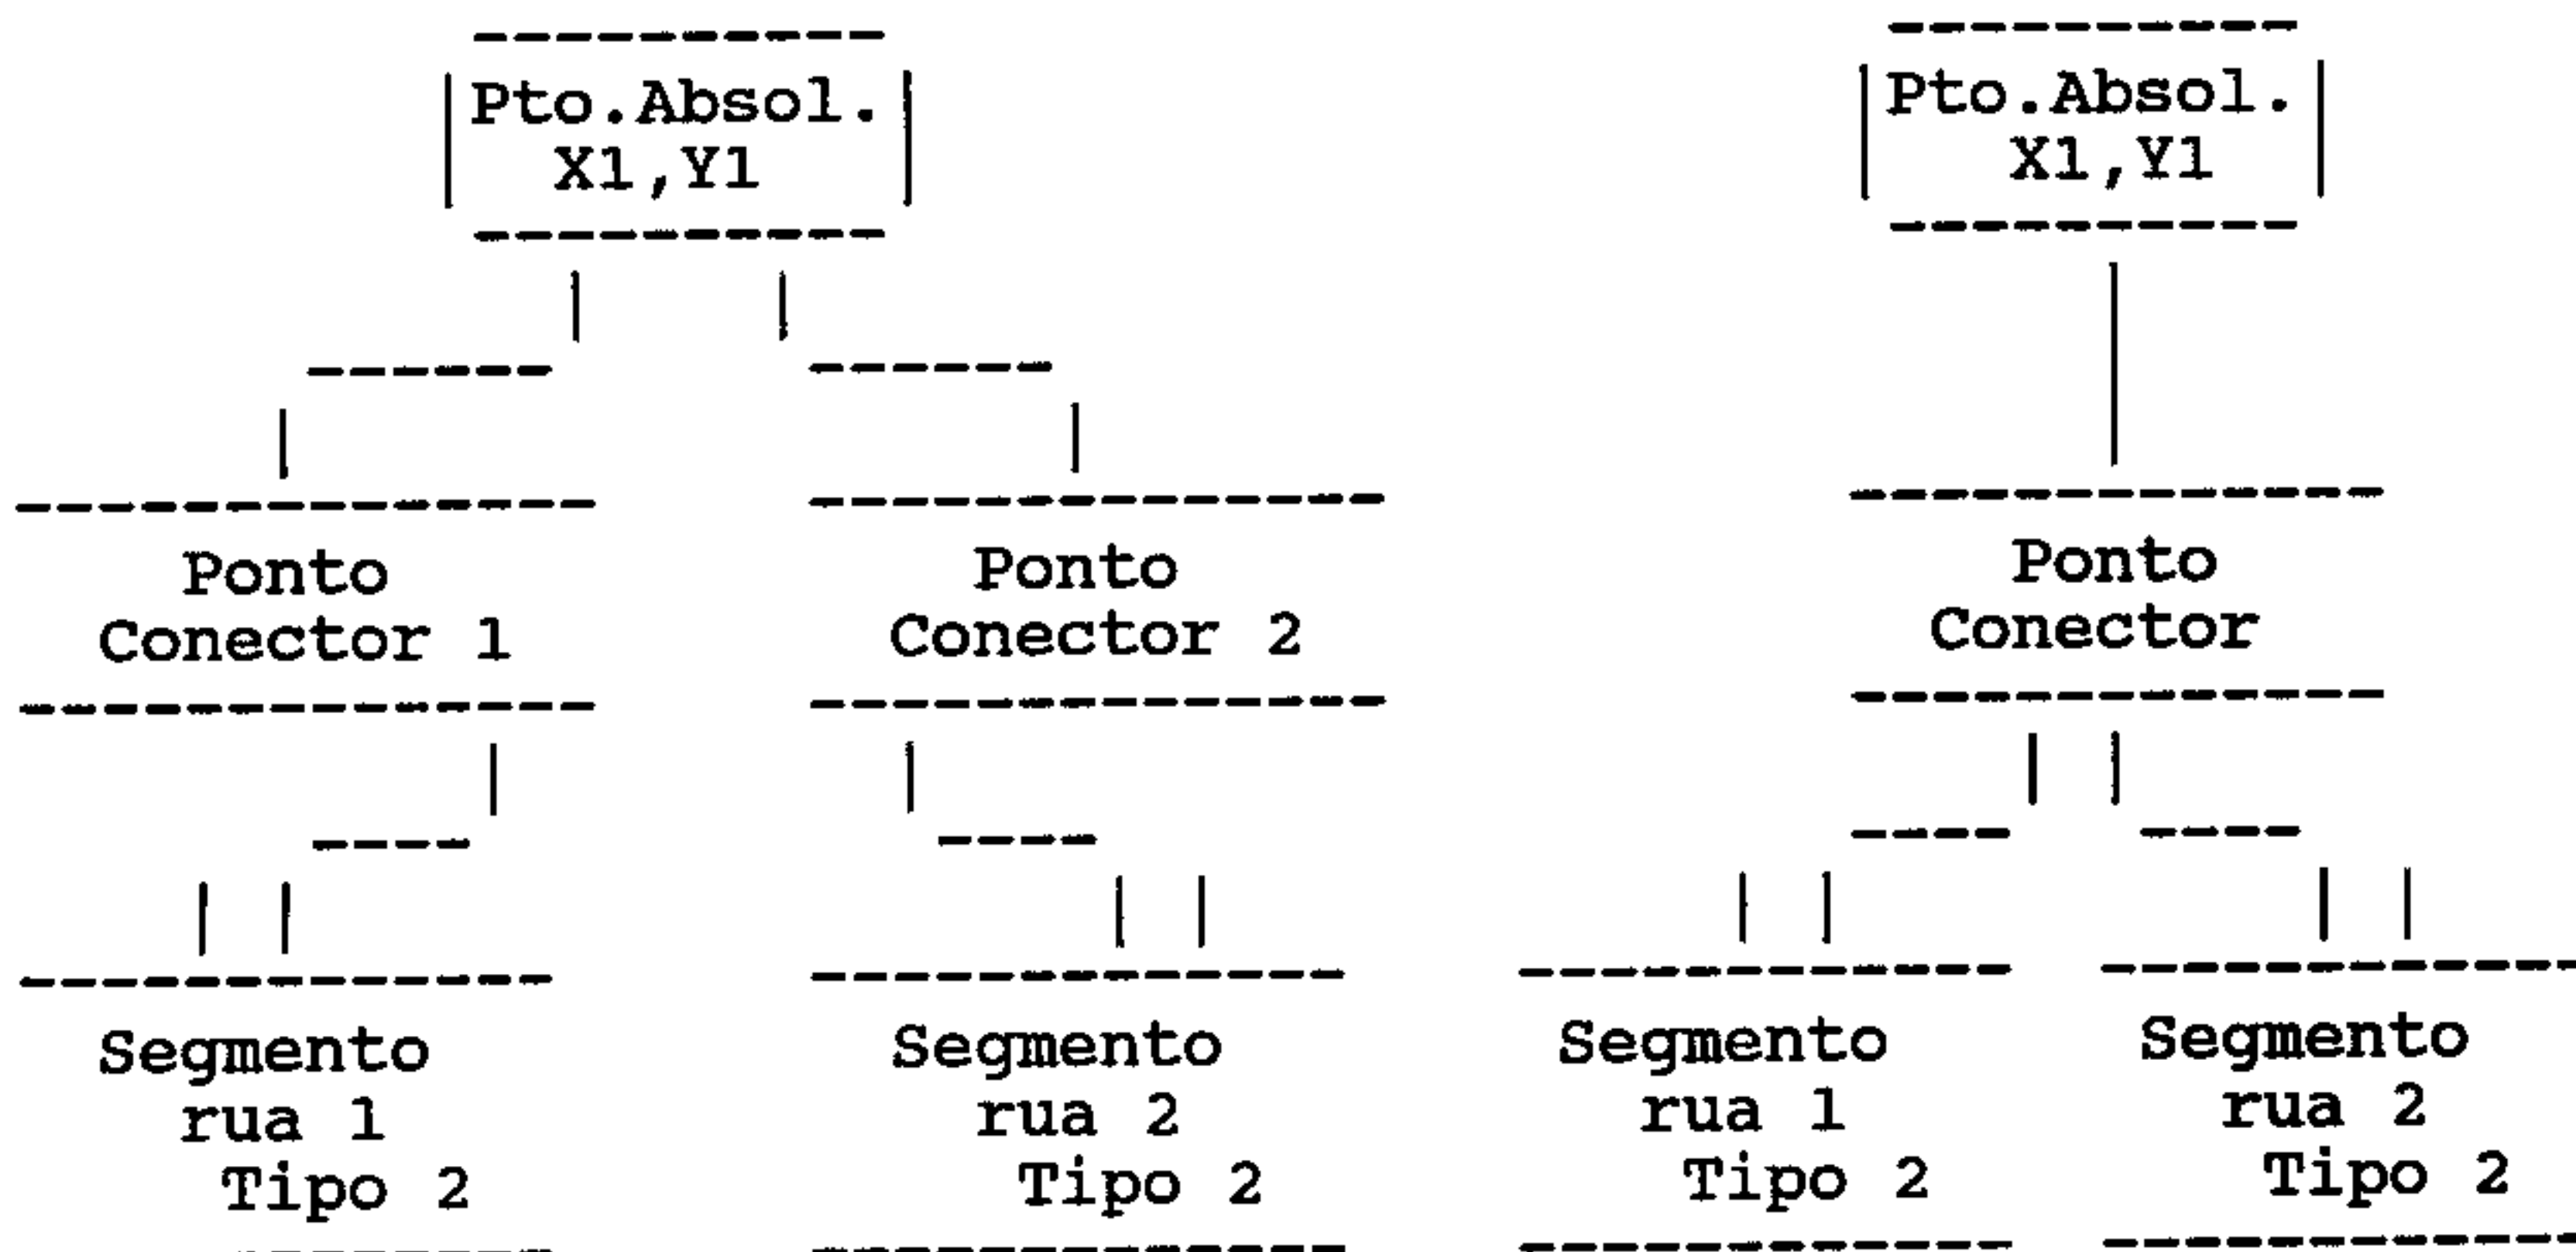 Pto.Absol. Pto.Absol.
X1,Y1 X1,Y1
Ponto Ponto Ponto
Conector 1 Conector 2 Conector
Segmento Segmento Segmento Segmento
rua 1 rua 2 rua 1 rua 2
Tipo 2 Tipo 2 Tipo 2 Tipo 2